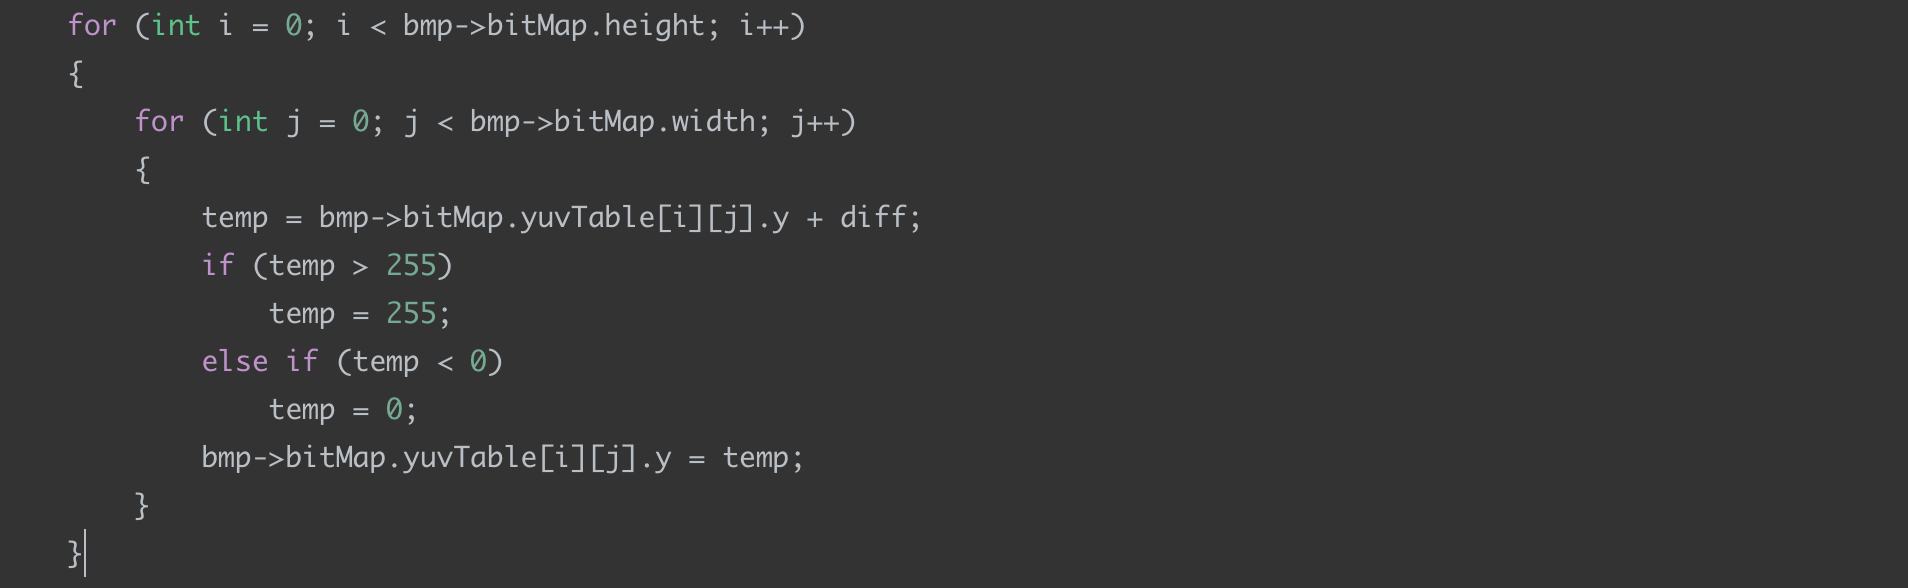 for (int i = 0; i < bmp->bitMap.height; i++)
{
    for (int j = 0; j < bmp->bitMap.width; j++)
    {
        temp = bmp->bitMap.yuvTable[i][j].y + diff;
        if (temp > 255)
            temp = 255;
        else if (temp < 0)
            temp = 0;
        bmp->bitMap.yuvTable[i][j].y = temp;
    }
}